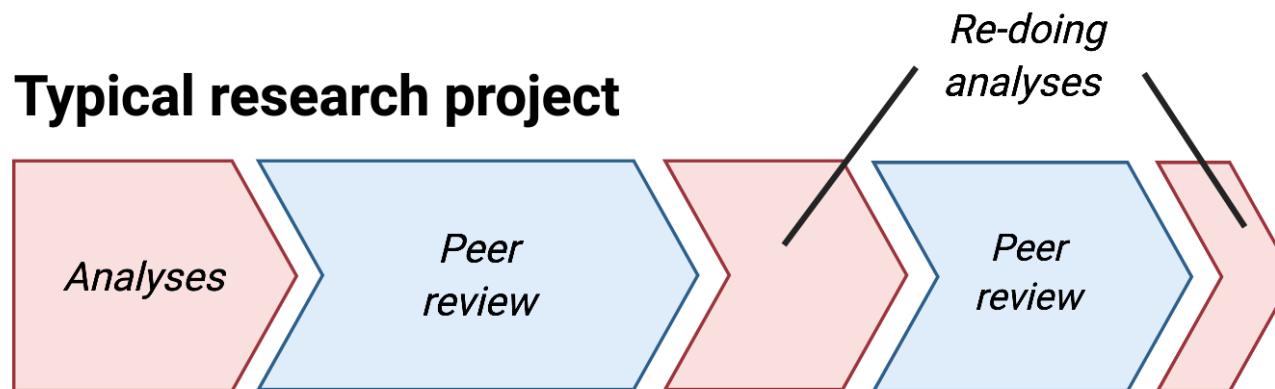 Re-doing
analyses
Typical research project
Analyses
Peer
review
Peer
review